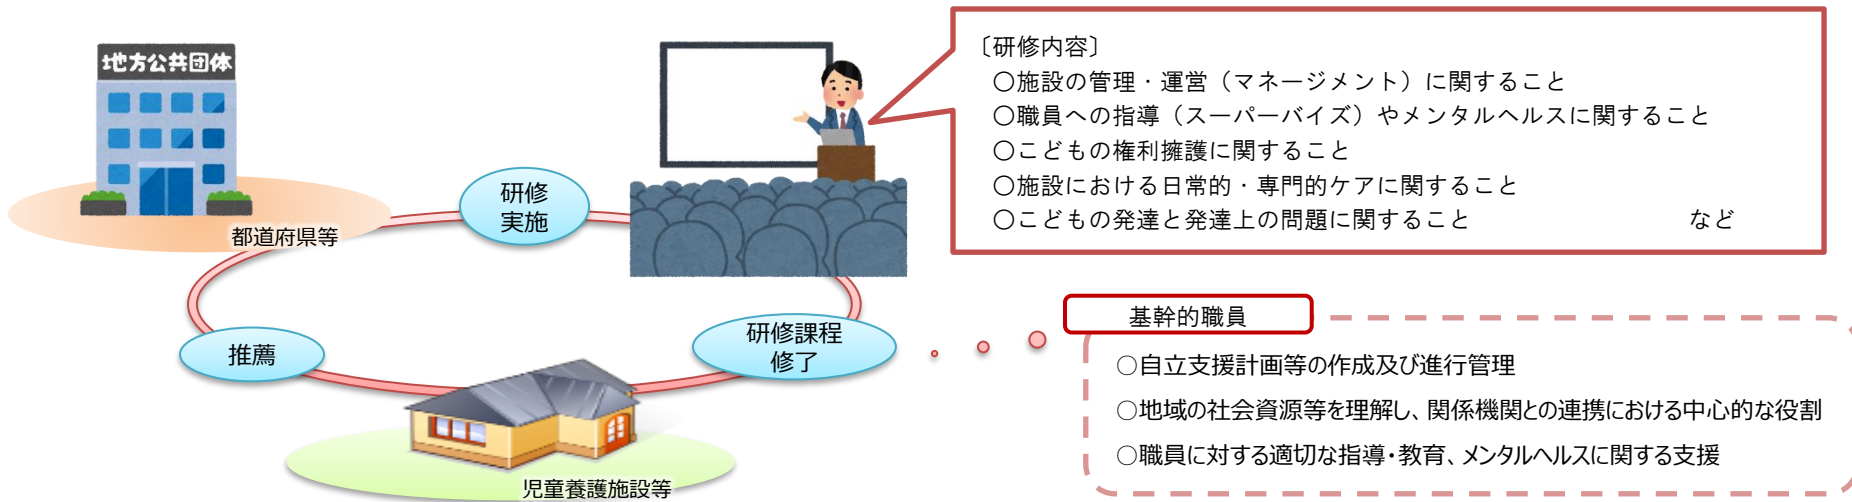 地方公共団体
都道府県等
研修
実施
〔研修内容〕
○施設の管理・運営（マネージメント）に関すること
○職員への指導（スーパーバイズ）やメンタルヘルスに関すること
○こどもの権利擁護に関すること
○施設における日常的・専門的ケアに関すること
○こどもの発達と発達上の問題に関すること　など
推薦
研修課程
修了
児童養護施設等
基幹的職員
○自立支援計画等の作成及び進行管理
○地域の社会資源等を理解し、関係機関との連携における中心的な役割
○職員に対する適切な指導・教育、メンタルヘルスに関する支援